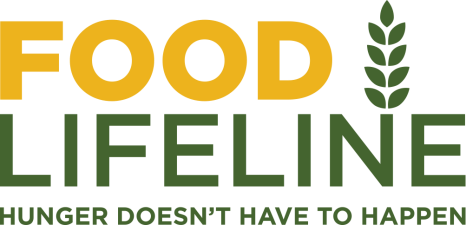 FOOD
LIFELINE
HUNGER DOESN'T HAVE TO HAPPEN